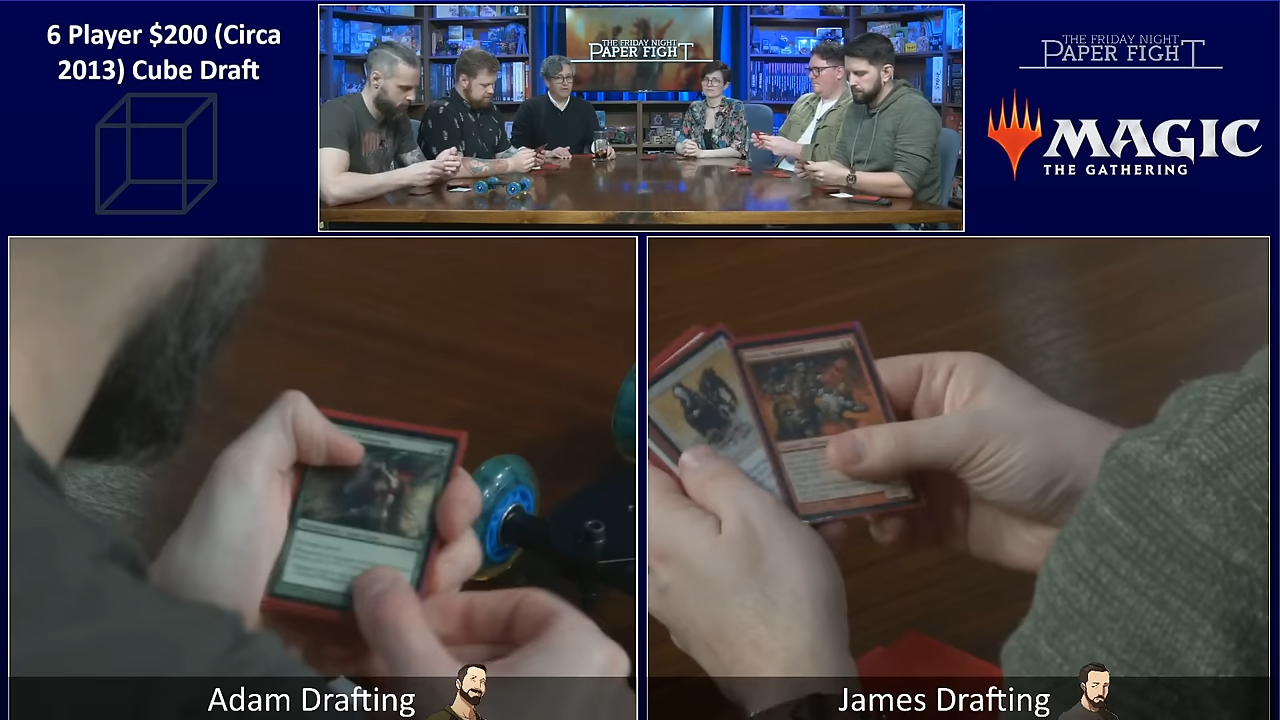 6 Player $200 (Circa
2013) Cube Draft
THE FRIDAY NIGHT
PAPER FIGHT
THE FRIDAY NIGHT
PAPER FIGHT
MAGIC
THE GATHERING
Adam Drafting
James Drafting